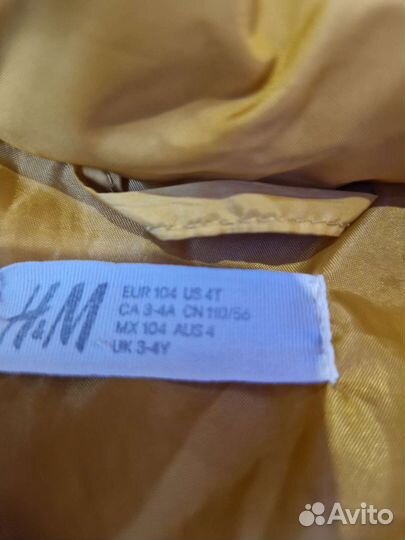 H&M
EUR 104 US 4T
CA 3-4A CN 110/56
MX 104 AUS 4
UK 3-4Y
Avito